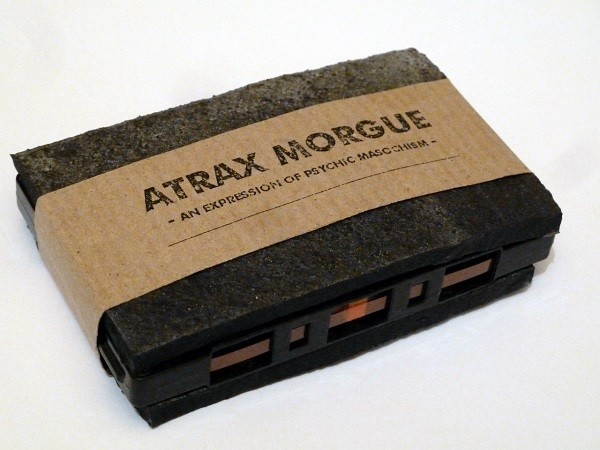 ATRAX MORGUE
- AN EXPRESSION OF PSYCHIC MASOCHISM -